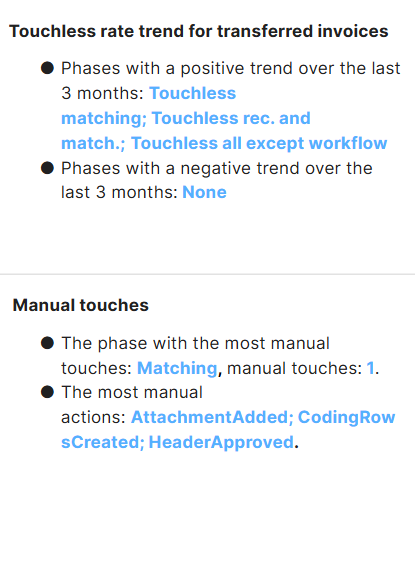 Touchless rate trend for transferred invoices
● Phases with a positive trend over the last
3 months: Touchless
matching; Touchless rec. and
match.; Touchless all except workflow
● Phases with a negative trend over the
last 3 months: None
Manual touches
● The phase with the most manual
touches: Matching, manual touches: 1.
● The most manual
actions: AttachmentAdded; CodingRow
sCreated; HeaderApproved.